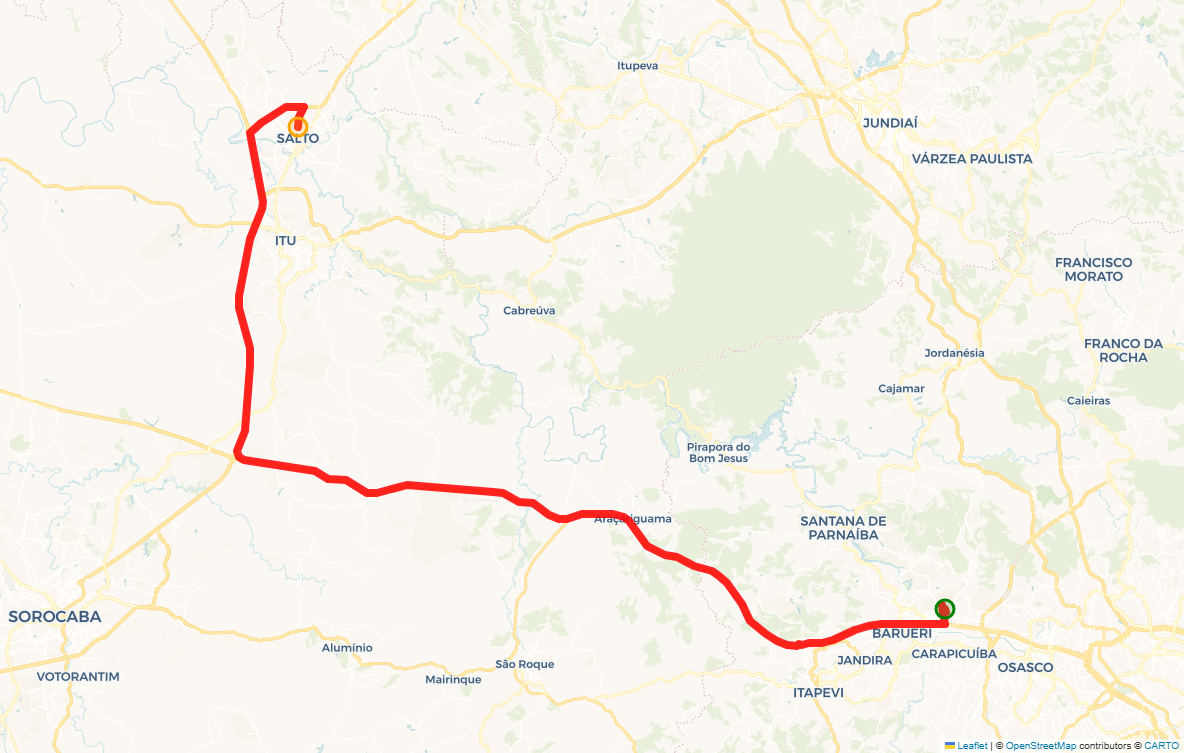 Itupeva
JUNDIAÍ
SALTO
VÁRZEA PAULISTA
ITU
FRANCISCO
MORATO
Cabreúva
FRANCO DA
ROCHA
Jordanésia
Cajamar
Caieiras
Pirapora do
Bom Jesus
Araçariguama
SANTANA DE
PARNAÍBA
SOROCABA
BARUERI
Alumínio
CARAPICUÍBA
JANDIRA
São Roque
OSASCO
VOTORANTIM
Mairinque
ITAPEVI
Leaflet | © OpenStreetMap contributors © CARTO